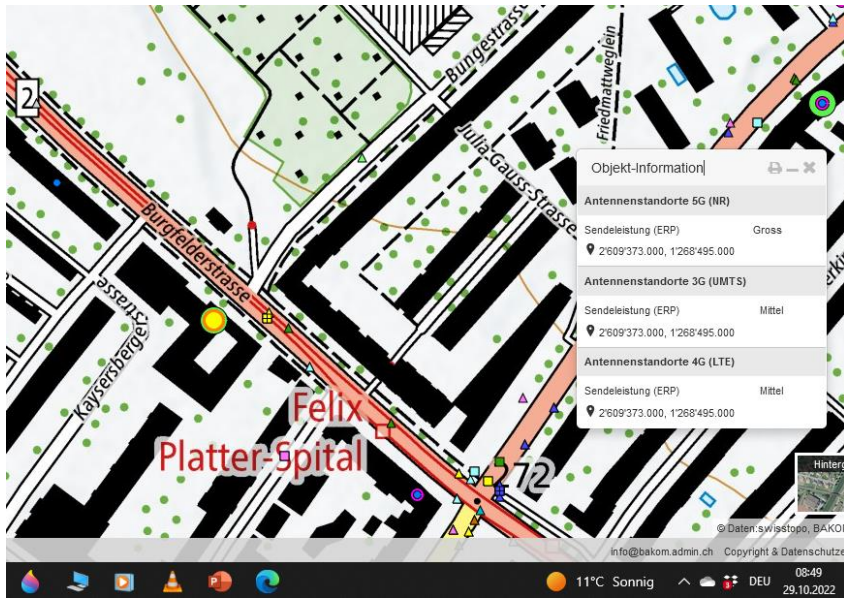 2
Bungestrasse
Friedmattweglein
Julia-Gauss-Strasse
Burgfelderstrasse
Kaysersberger
strasse
Felix
Platter-Spital
272
Objekt-Information
Antennenstandorte 5G (NR)
Sendeleistung (ERP) Gross
2'609'373.000, 1'268'495.000
Antennenstandorte 3G (UMTS)
Sendeleistung (ERP) Mittel
2'609'373.000, 1'268'495.000
Antennenstandorte 4G (LTE)
Sendeleistung (ERP) Mittel
2'609'373.000, 1'268'495.000
Hinterg
© Daten:swisstopo, BAKOM
info@bakom.admin.ch Copyright & Datenschutze
11°C Sonnig DEU 08:49
29.10.2022